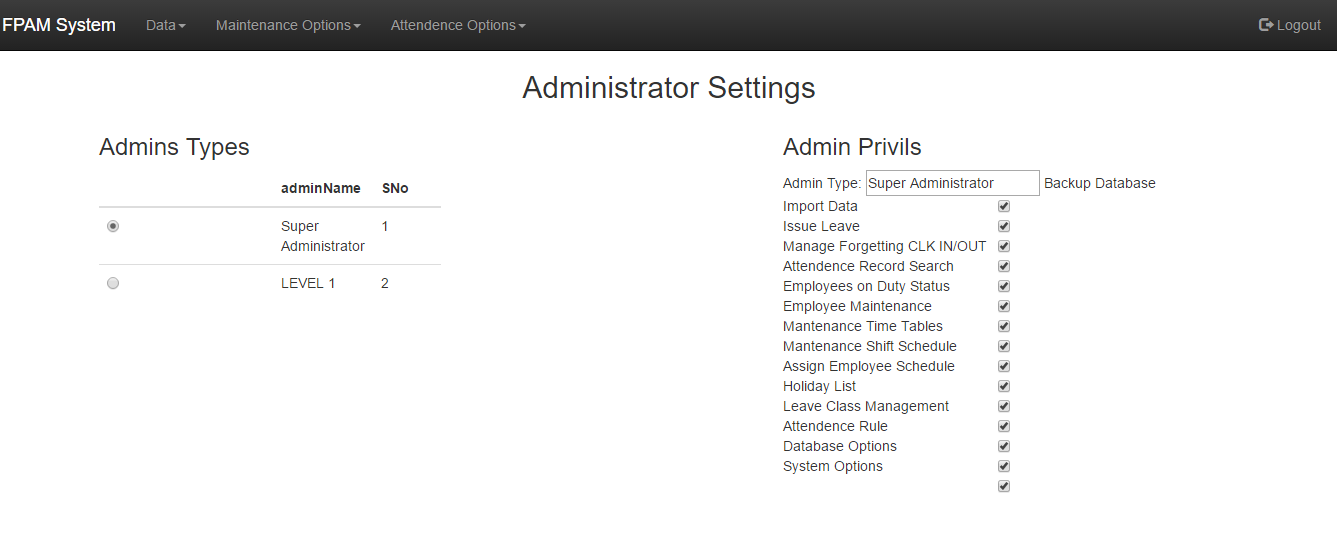 FPAM System Data Maintenance Options Attendence Options Logout
Administrator Settings
Admins Types
adminName SNo
Super
Administrator
1
LEVEL 1 2
Admin Privils
Admin Type: Super Administrator Backup Database
Import Data
Issue Leave
Manage Forgetting CLK IN/OUT
Attendence Record Search
Employees on Duty Status
Employee Maintenance
Mantenance Time Tables
Mantenance Shift Schedule
Assign Employee Schedule
Holiday List
Leave Class Management
Attendence Rule
Database Options
System Options